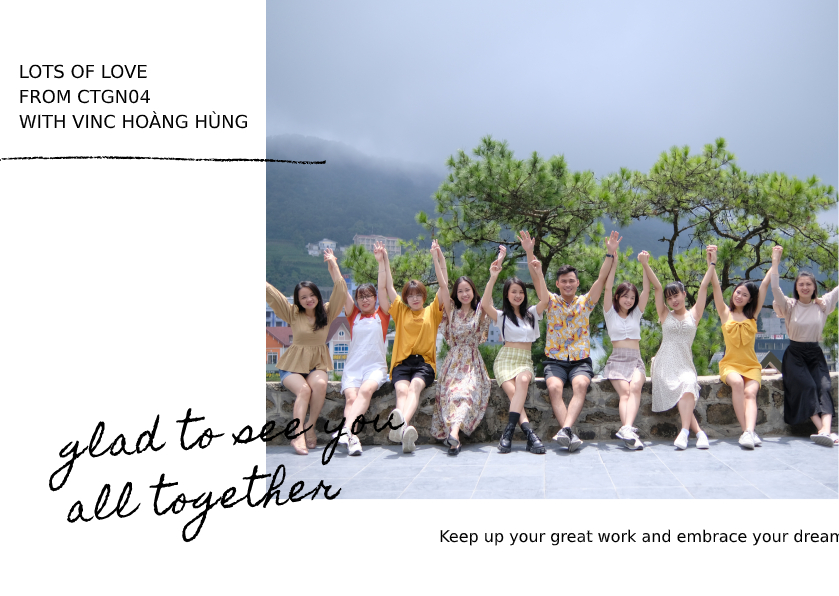 LOTS OF LOVE
FROM CTGN04
WITH VINC HOÀNG HÙNG
glad to see you
all together
Keep up your great work and embrace your dream